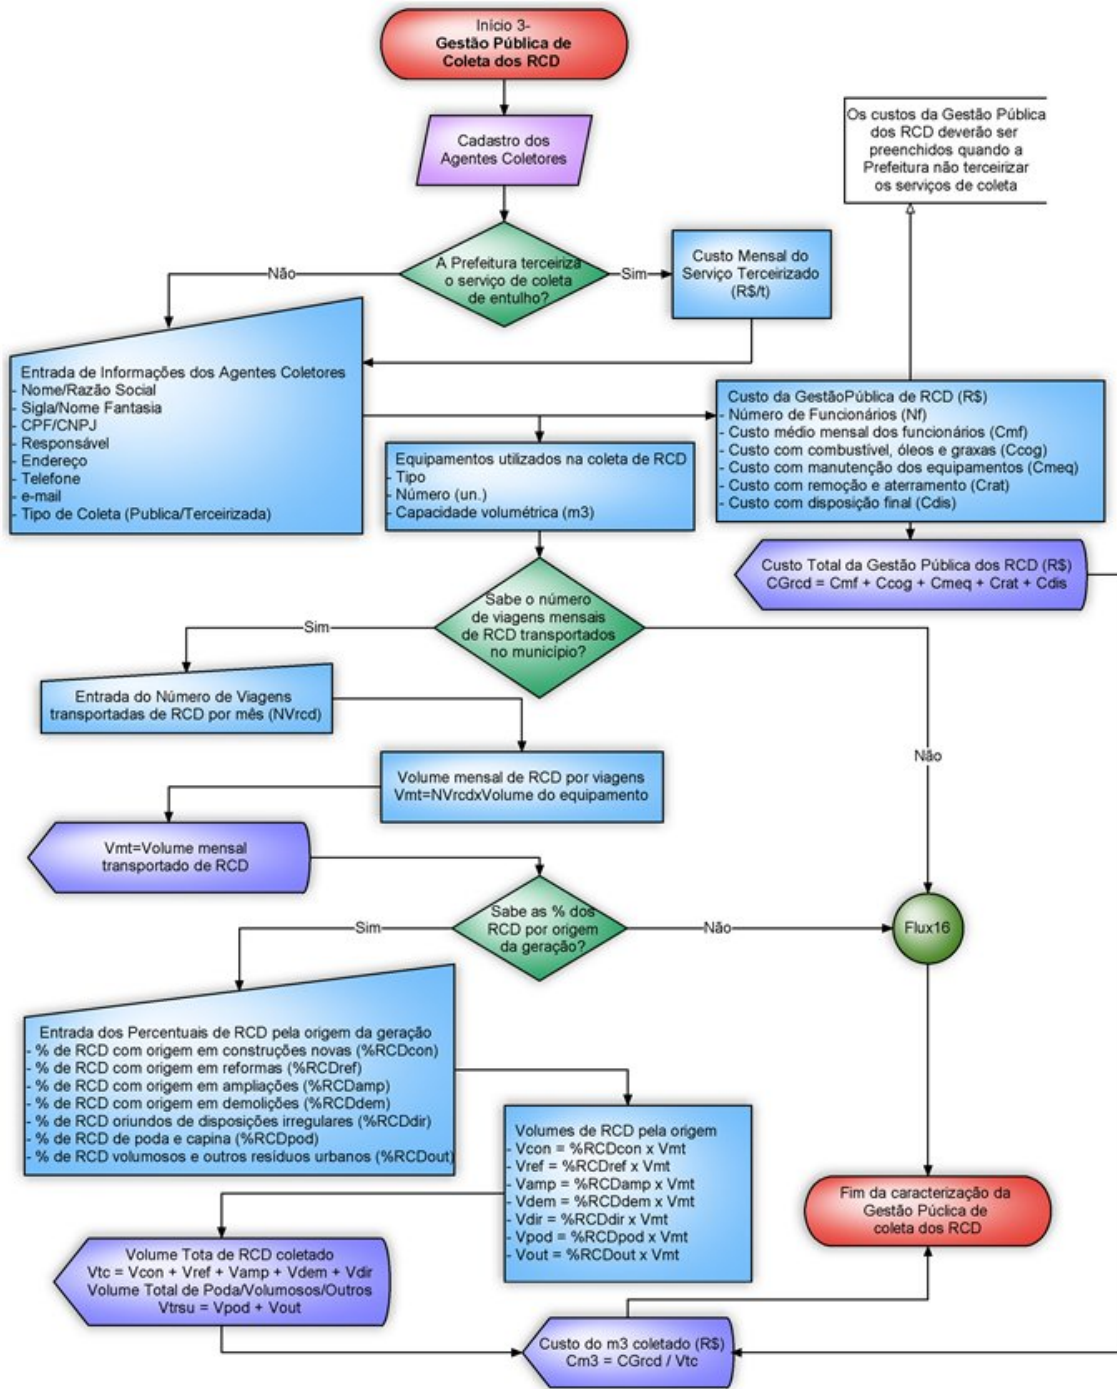 Início 3-
Gestão Pública de
Coleta dos RCD
Cadastro dos
Agentes Coletores
Os custos da Gestão Pública
dos RCD deverão ser
preenchidos quando a
Prefeitura não terceirizar
os serviços de coleta
A Prefeitura terceiriza
o serviço de coleta
de entulho?
Não
Sim
Custo Mensal do
Serviço Terceirizado
(R$/t)
Entrada de Informações dos Agentes Coletores
- Nome/Razão Social
- Sigla/Nome Fantasia
- CPF/CNPJ
- Responsável
- Endereço
- Telefone
- e-mail
- Tipo de Coleta (Publica/Terceirizada)
Equipamentos utilizados na coleta de RCD
- Tipo
- Número (un.)
- Capacidade volumétrica (m3)
Custo da GestãoPública de RCD (R$)
- Número de Funcionários (Nf)
- Custo médio mensal dos funcionários (Cmf)
- Custo com combustível, óleos e graxas (Ccog)
- Custo com manutenção dos equipamentos (Cmeq)
- Custo com remoção e aterramento (Crat)
- Custo com disposição final (Cdis)
Custo Total da Gestão Pública dos RCD (R$)
CGrcd = Cmf + Ccog + Cmeq + Crat + Cdis
Sabe o número
de viagens mensais
de RCD transportados
no município?
Sim
Não
Entrada do Número de Viagens
transportadas de RCD por mês (NVrcd)
Volume mensal de RCD por viagens
Vmt=NVrcdxVolume do equipamento
Vmt=Volume mensal
transportado de RCD
Sabe as % dos
RCD por origem
da geração?
Sim
Não
Flux16
Entrada dos Percentuais de RCD pela origem da geração
- % de RCD com origem em construções novas (%RCDcon)
- % de RCD com origem em reformas (%RCDref)
- % de RCD com origem em ampliações (%RCDamp)
- % de RCD com origem em demolições (%RCDdem)
- % de RCD oriundos de disposições irregulares (%RCDdir)
- % de RCD de poda e capina (%RCDpod)
- % de RCD volumosos e outros resíduos urbanos (%RCDout)
Volumes de RCD pela origem
- Vcon = %RCDcon x Vmt
- Vref = %RCDref x Vmt
- Vamp = %RCDamp x Vmt
- Vdem = %RCDdem x Vmt
- Vdir = %RCDdir x Vmt
- Vpod = %RCDpod x Vmt
- Vout = %RCDout x Vmt
Fim da caracterização da
Gestão Púclica de
coleta dos RCD
Volume Tota de RCD coletado
Vtc = Vcon + Vref + Vamp + Vdem + Vdir
Volume Total de Poda/Volumosos/Outros
Vtrsu = Vpod + Vout
Custo do m3 coletado (R$)
Cm3 = CGrcd / Vtc